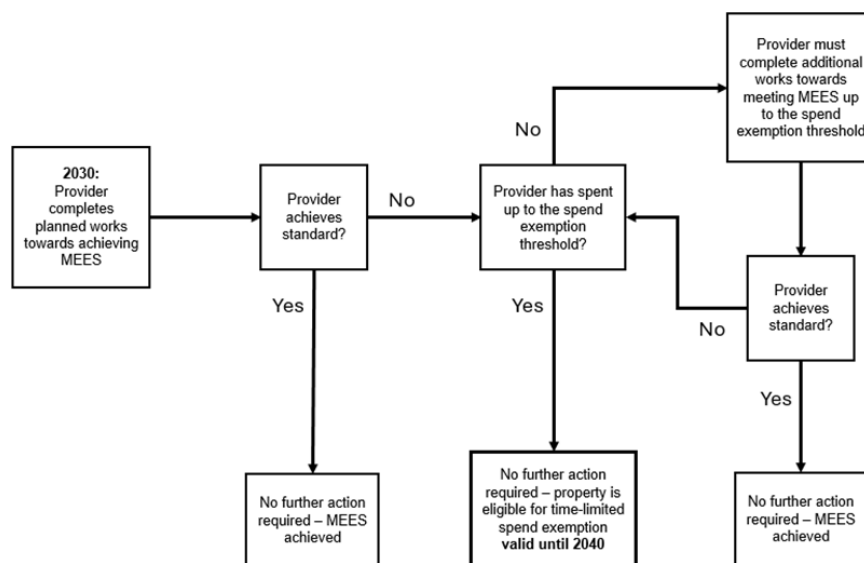 Provider must
complete additional
works towards
meeting MEES up
to the spend
exemption threshold
No
2030:
Provider
completes
planned works
towards achieving
MEES
Provider
achieves
standard?
No
Provider has spent
up to the spend
exemption
threshold?
Provider
achieves
standard?
No
Yes
Yes
Yes
No further action
required – MEES
achieved
No further action
required – property is
eligible for time-limited
spend exemption
valid until 2040
No further action
required – MEES
achieved